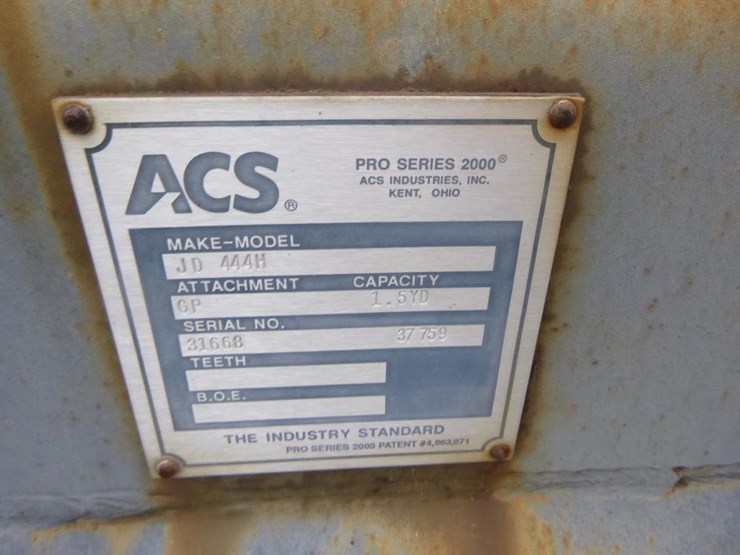 ACS®
PRO SERIES 2000®
ACS INDUSTRIES, INC.
KENT, OHIO
MAKE-MODEL
JD 444H
ATTACHMENT CAPACITY
GP 1.5YD
SERIAL NO.
31668 37759
TEETH
B.O.E.
THE INDUSTRY STANDARD
PRO SERIES 2000 PATENT #4,963,071